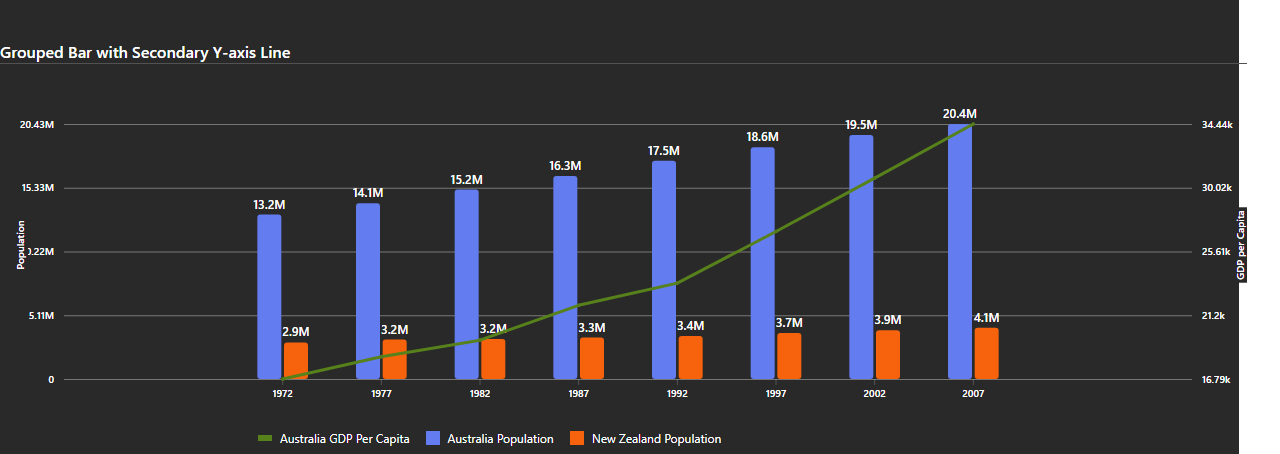 Grouped Bar with Secondary Y-axis Line
20.4M
20.43M 19.5M 34.44k
18.6M
17.5M
16.3M
15.33M 15.2M 30.02k
14.1M
13.2M
Population
0.22M 25.61k
GDP per Capita
5.11M 21.2k
2.9M 3.2M 3.2M 3.3M 3.4M 3.7M 3.9M 4.1M
0 16.79k
1972 1977 1982 1987 1992 1997 2002 2007
Australia GDP Per Capita Australia Population New Zealand Population